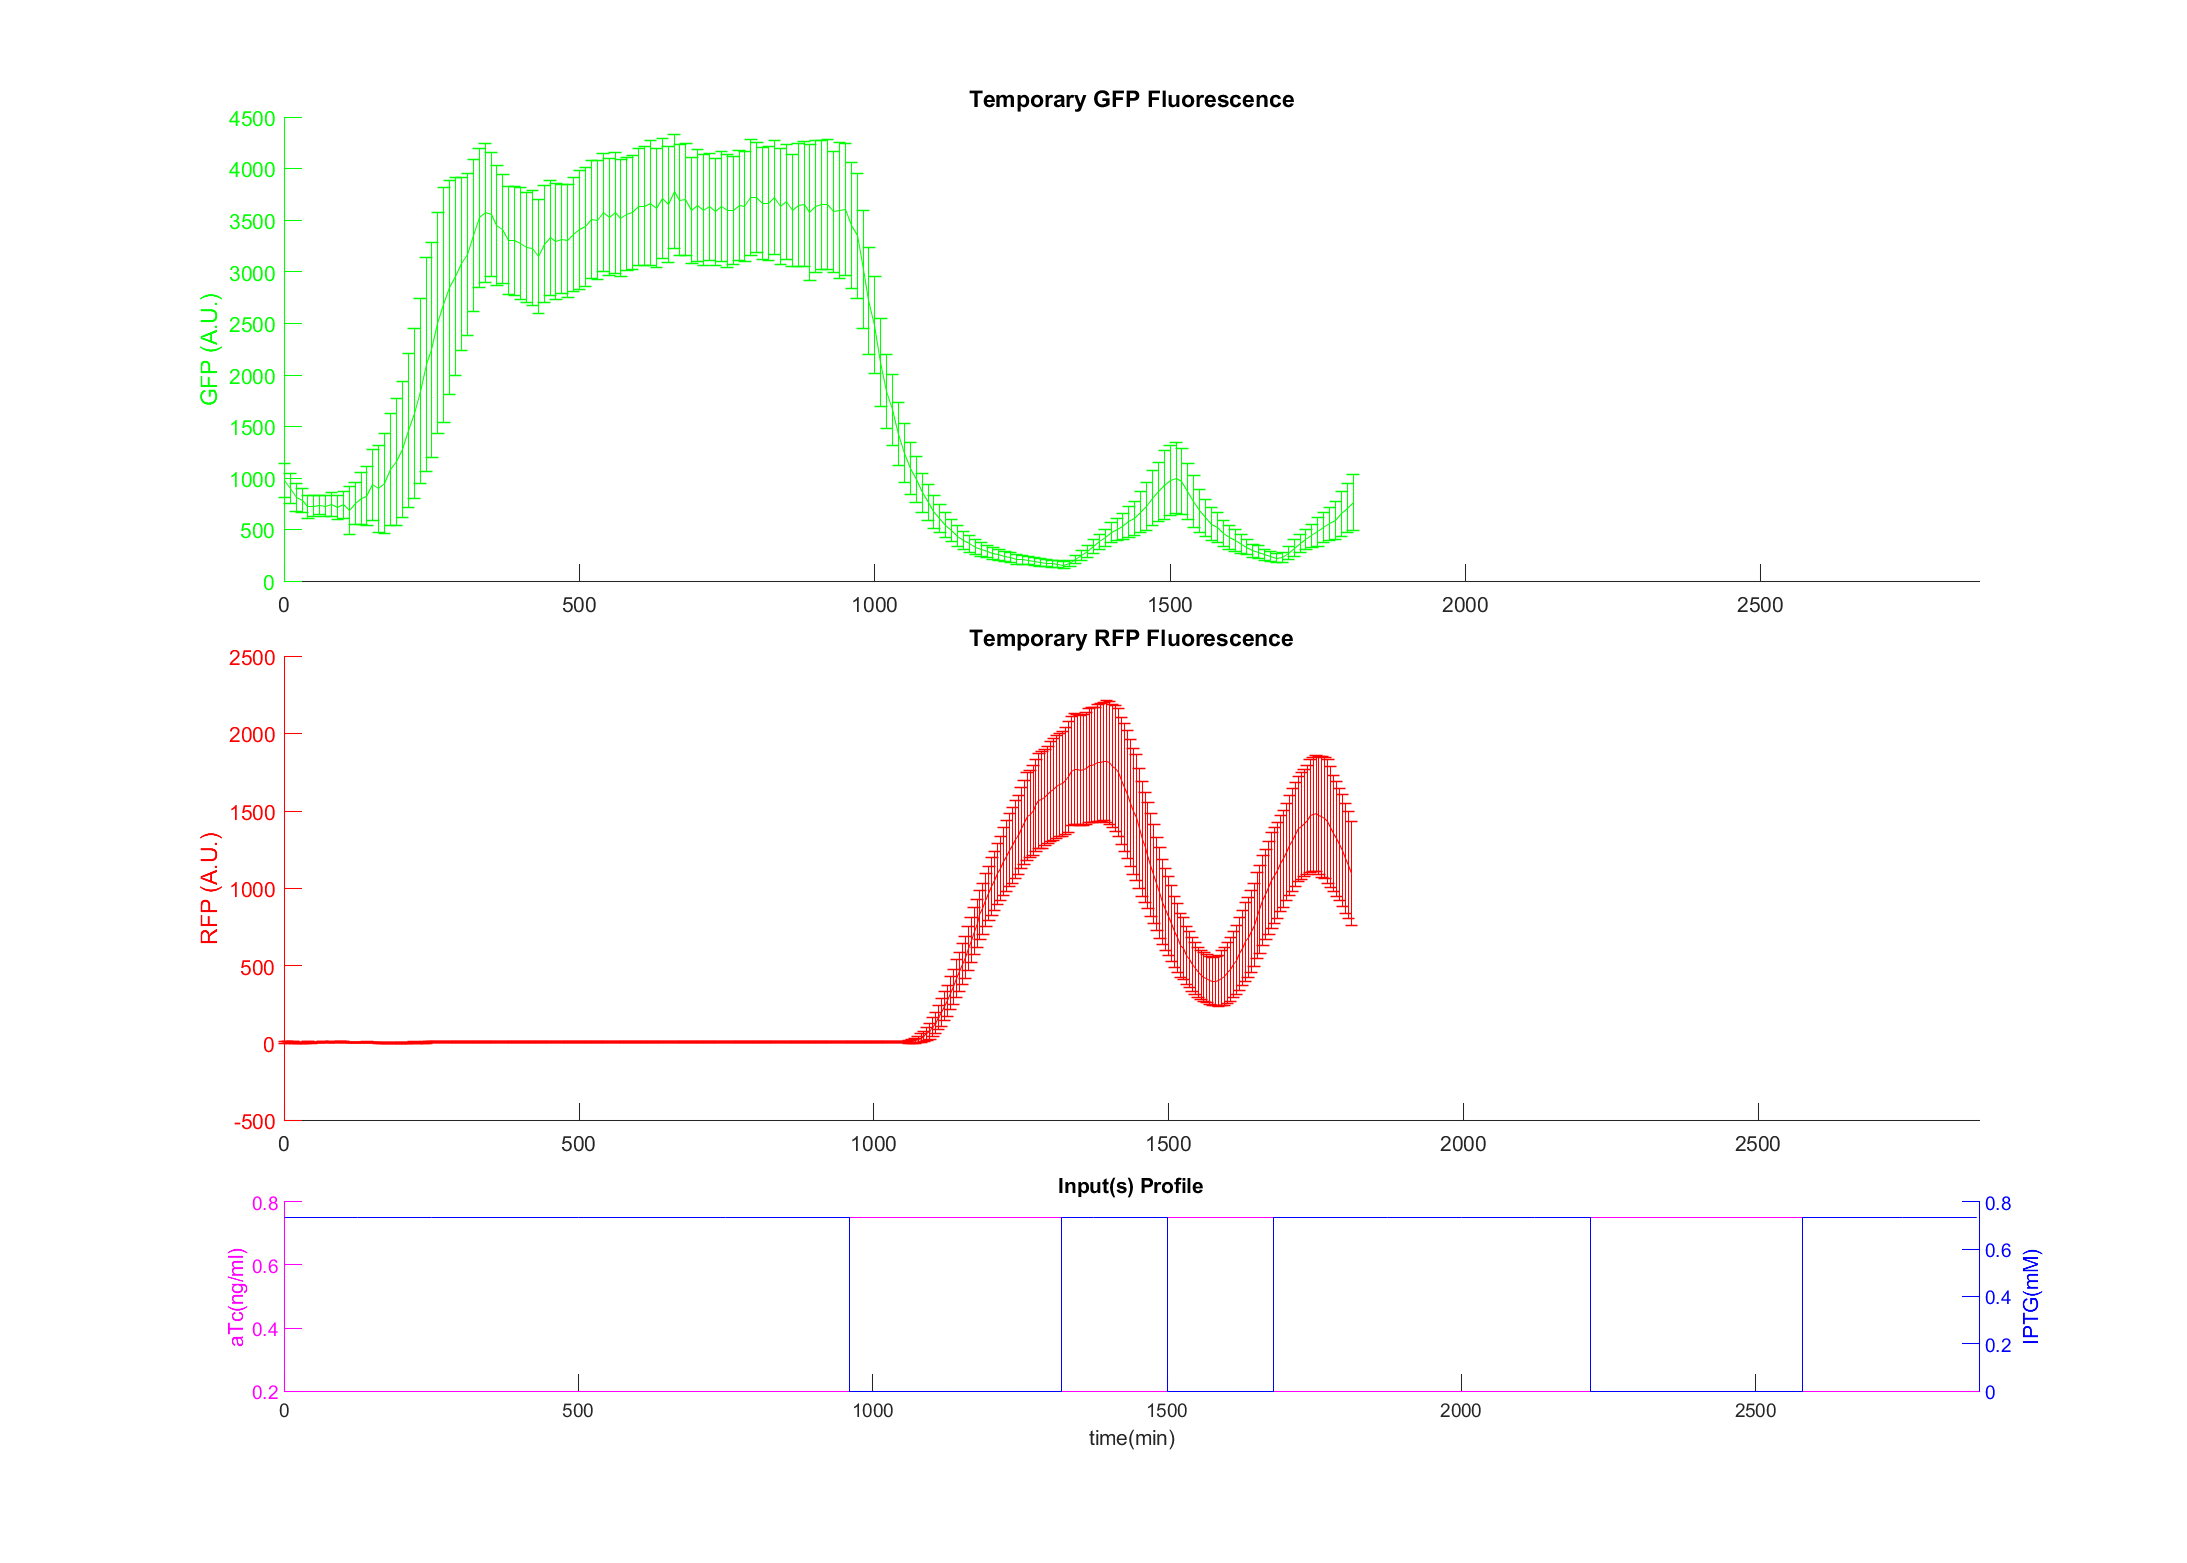 Temporary GFP Fluorescence
4500
4000
3500
3000
2500
2000
1500
1000
500
0
GFP (A.U.)
0 500 1000 1500 2000 2500
Temporary RFP Fluorescence
2500
2000
1500
1000
500
0
-500
RFP (A.U.)
0 500 1000 1500 2000 2500
Input(s) Profile
0.8
0.6
0.4
0.2
aTc(ng/ml)
0.8
0.6
0.4
0.2
0
IPTG(mM)
0 500 1000 1500 2000 2500
time(min)